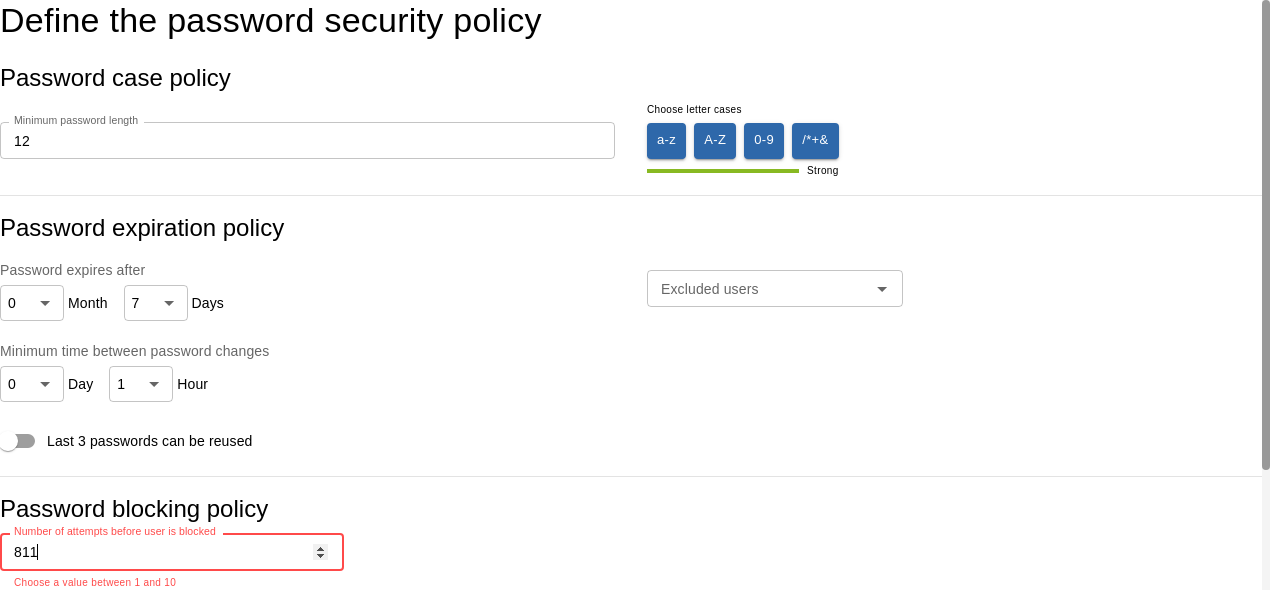 Define the password security policy
Password case policy
Minimum password length
12
Choose letter cases
a-z A-Z 0-9 /*+&
Strong
Password expiration policy
Password expires after
0 Month 7 Days
Excluded users
Minimum time between password changes
0 Day 1 Hour
Last 3 passwords can be reused
Password blocking policy
Number of attempts before user is blocked
811
Choose a value between 1 and 10